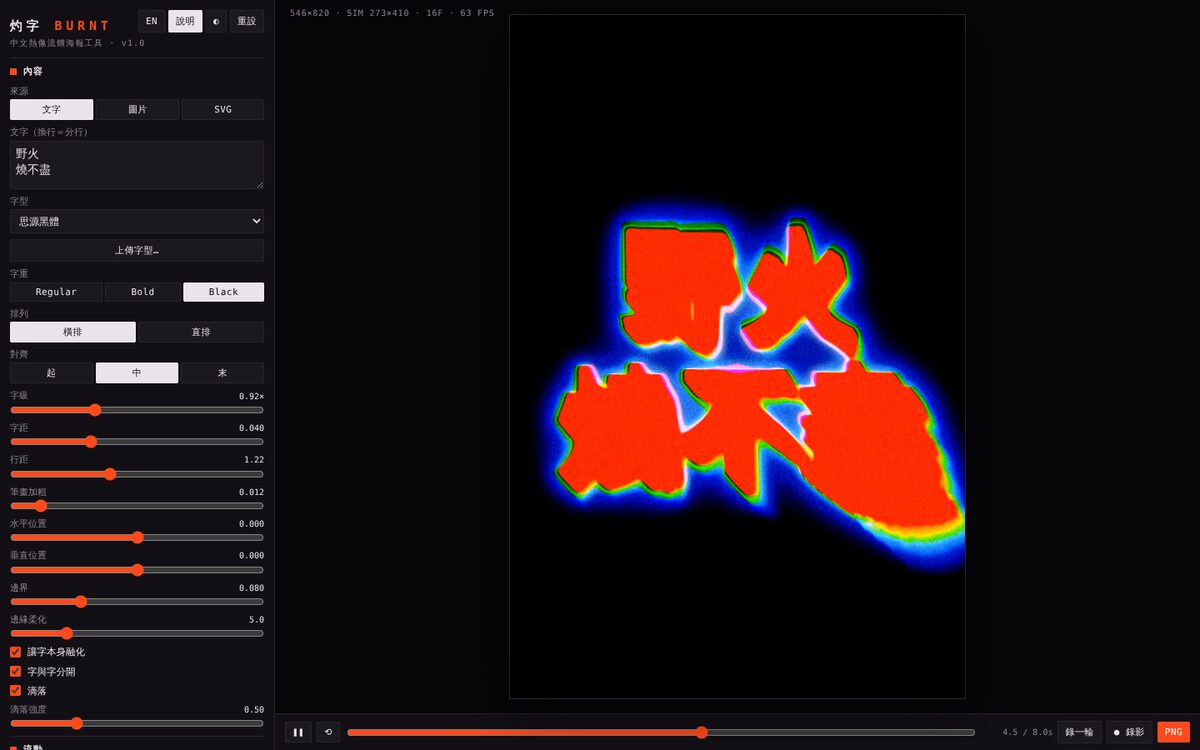 灼字 BURNT
EN
說明
重設
中文熱像流體海報工具 · v1.0
546×820 · SIM 273×410 · 16F · 63 FPS
內容
來源
文字
圖片
SVG
文字（換行＝分行）
野火
燒不盡
字型
思源黑體
上傳字型…
字重
Regular
Bold
Black
排列
橫排
直排
對齊
起
中
末
字級 0.92×
字距 0.040
行距 1.22
筆畫加粗 0.012
水平位置 0.000
垂直位置 0.000
邊界 0.080
邊緣柔化 5.0
讓字本身融化
字與字分開
滴落
滴落強度 0.50
流動
4.5 / 8.0s
錄一輪
● 錄影
PNG